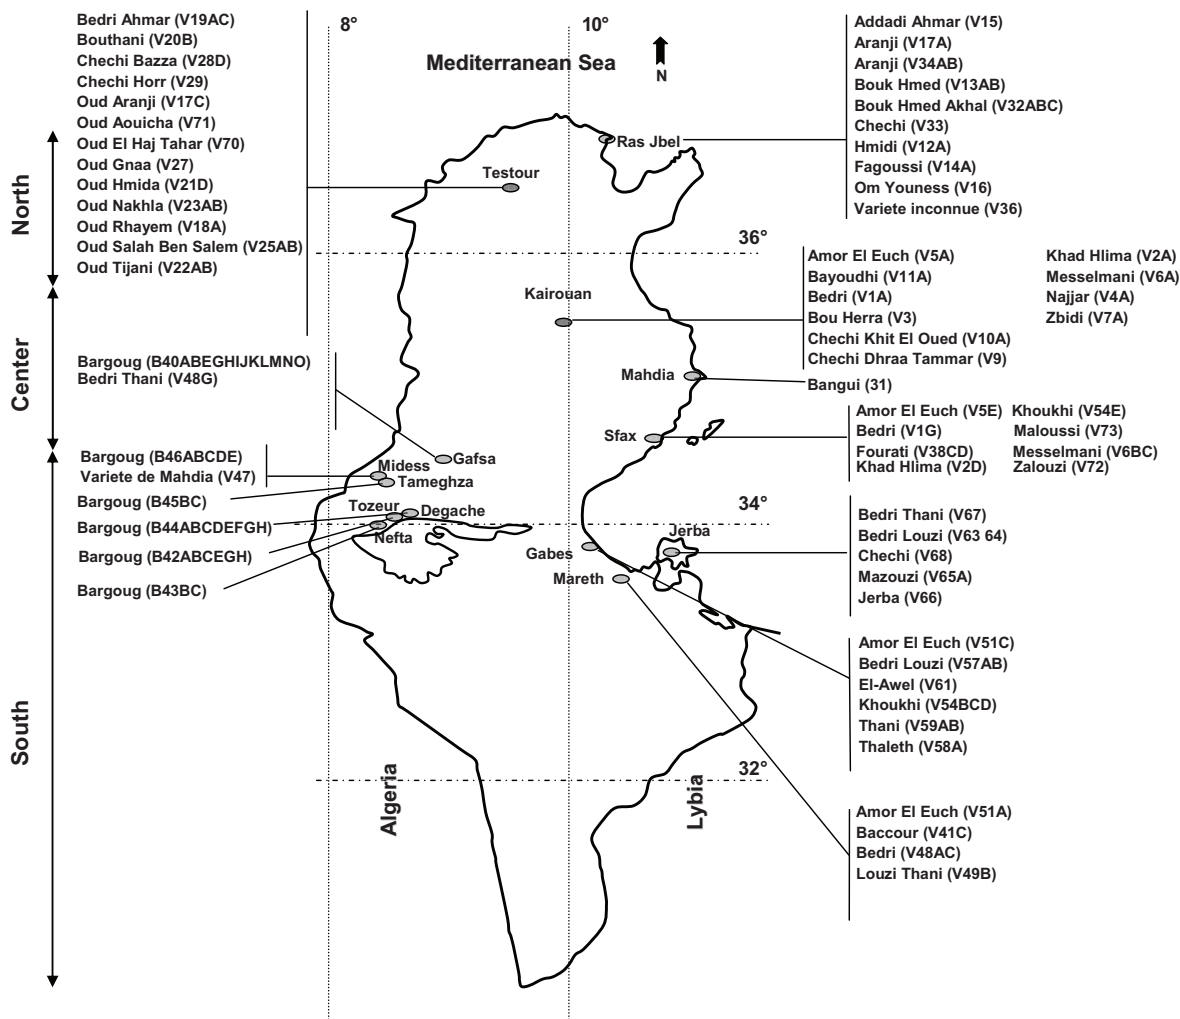 Bedri Ahmar (V19AC)
Bouthani (V20B)
Chechi Bazza (V28D)
Chechi Horr (V29)
Oud Aranji (V17C)
Oud Aouicha (V71)
Oud El Haj Tahar (V70)
Oud Gnaa (V27)
Oud Hmida (V21D)
Oud Nakhla (V23AB)
Oud Rhayem (V18A)
Oud Salah Ben Salem (V25AB)
Oud Tijani (V22AB)
8°
10°
Mediterranean Sea
N
Addadi Ahmar (V15)
Aranji (V17A)
Aranji (V34AB)
Bouk Hmed (V13AB)
Bouk Hmed Akhal (V32ABC)
Chechi (V33)
Hmidi (V12A)
Fagoussi (V14A)
Om Youness (V16)
Variete inconnue (V36)
Ras Jbel
Testour
North
36°
Kairouan
Amor El Euch (V5A)
Bayoudhi (V11A)
Bedri (V1A)
Bou Herra (V3)
Chechi Khit El Oued (V10A)
Chechi Dhraa Tammar (V9)
Khad Hlima (V2A)
Messelmani (V6A)
Najjar (V4A)
Zbidi (V7A)
Center
Bargoug (B40ABEGHIJKLMNO)
Bedri Thani (V48G)
Mahdia
Bangui (31)
Sfax
Amor El Euch (V5E)
Bedri (V1G)
Fourati (V38CD)
Khad Hlima (V2D)
Khoukhi (V54E)
Maloussi (V73)
Messelmani (V6BC)
Zalouzi (V72)
Bargoug (B46ABCDE)
Variete de Mahdia (V47)
Bargoug (B45BC)
Bargoug (B44ABCDEFGH)
Bargoug (B42ABCEGH)
Bargoug (B43BC)
Gafsa
Midess
Tameghza
Tozeur
Degache
Nefta
34°
Jerba
Gabes
Mareth
Bedri Thani (V67)
Bedri Louzi (V63 64)
Chechi (V68)
Mazouzi (V65A)
Jerba (V66)
South
Amor El Euch (V51C)
Bedri Louzi (V57AB)
El-Awel (V61)
Khoukhi (V54BCD)
Thani (V59AB)
Thaleth (V58A)
32°
Algeria
Lybia
Amor El Euch (V51A)
Baccour (V41C)
Bedri (V48AC)
Louzi Thani (V49B)